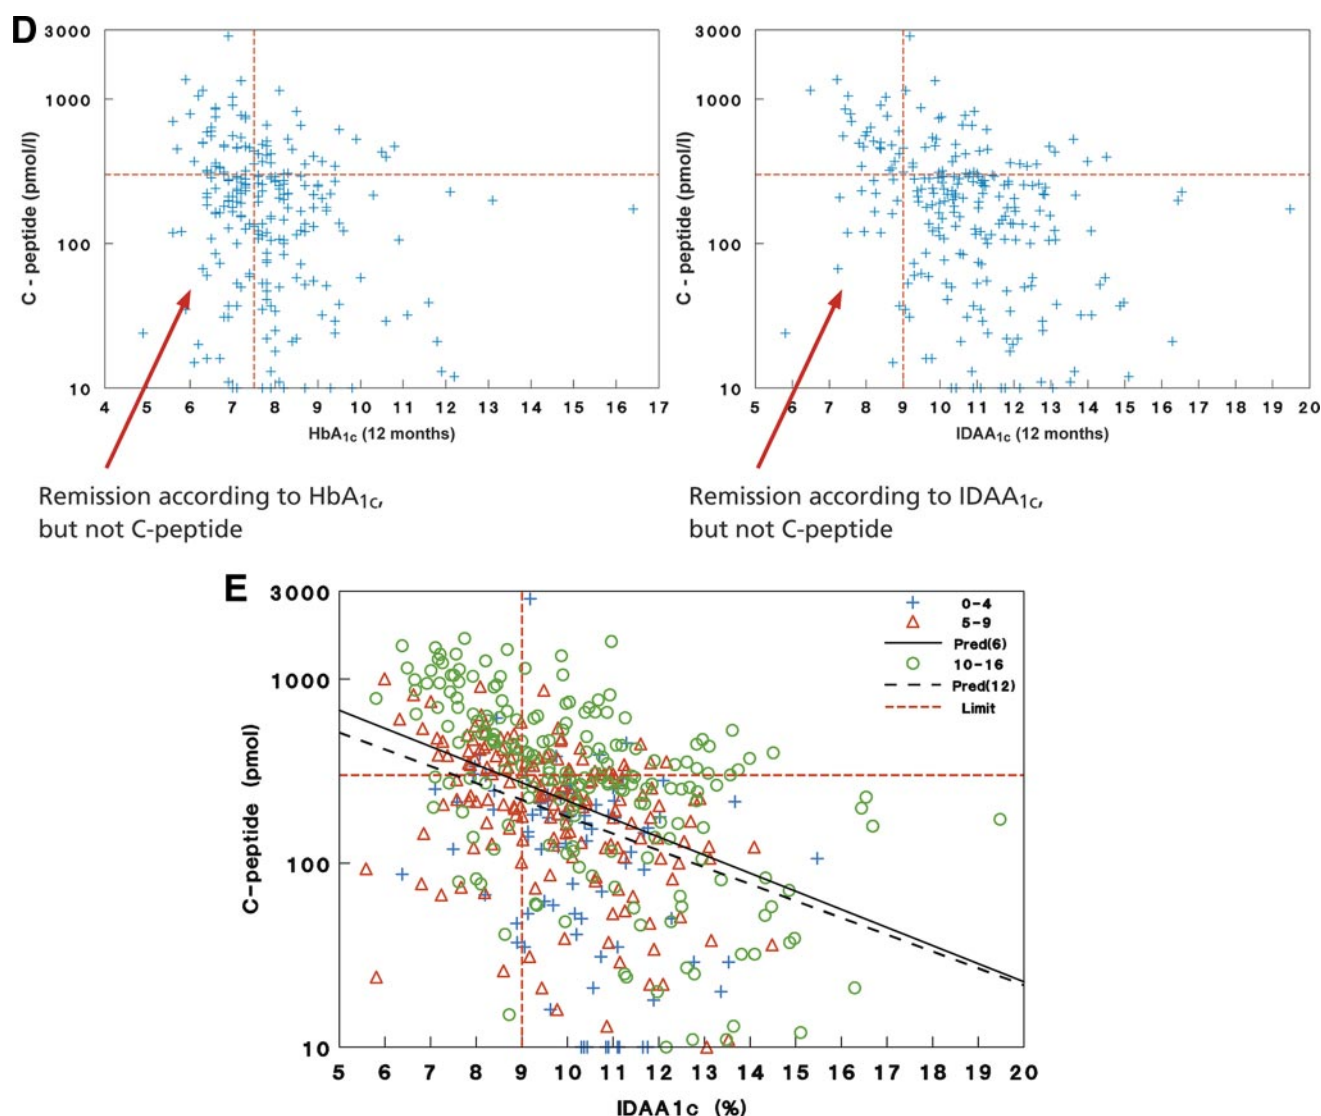 D
3000
1000
100
10
C - peptide (pmol/l)
4 5 6 7 8 9 10 11 12 13 14 15 16 17
HbA1c (12 months)
Remission according to HbA1c,
but not C-peptide
3000
1000
100
10
C - peptide (pmol/l)
5 6 7 8 9 10 11 12 13 14 15 16 17 18 19 20
IDAA1c (12 months)
Remission according to IDAA1c,
but not C-peptide
E
3000
1000
100
10
C-peptide (pmol)
0-4
5-9
Pred(6)
10-16
Pred(12)
Limit
5 6 7 8 9 10 11 12 13 14 15 16 17 18 19 20
IDAA1c (%)